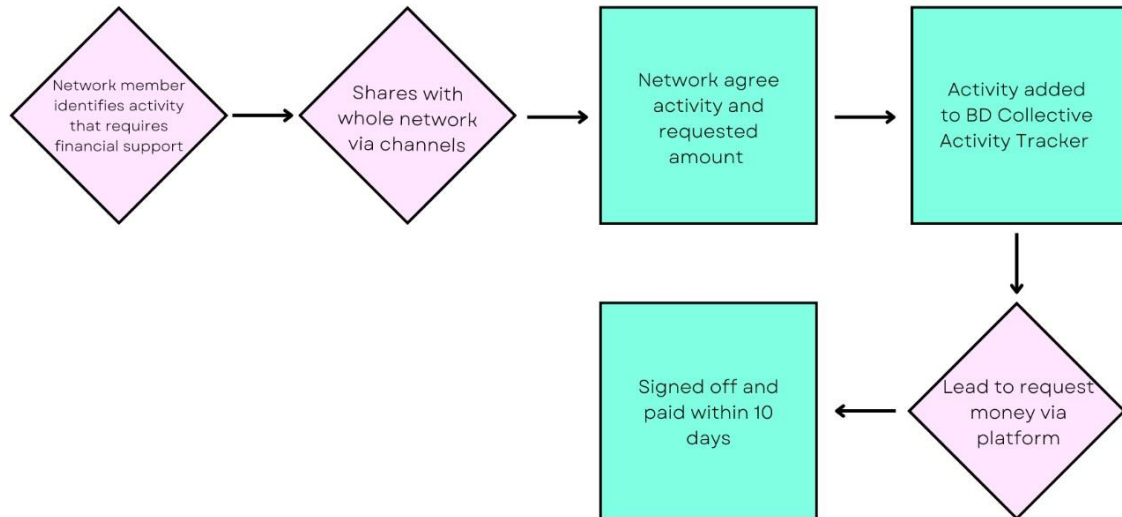 Network member
identifies activity
that requires
financial support
Shares with
whole network
via channels
Network agree
activity and
requested
amount
Activity added
to BD Collective
Activity Tracker
Lead to request
money via
platform
Signed off and
paid within 10
days